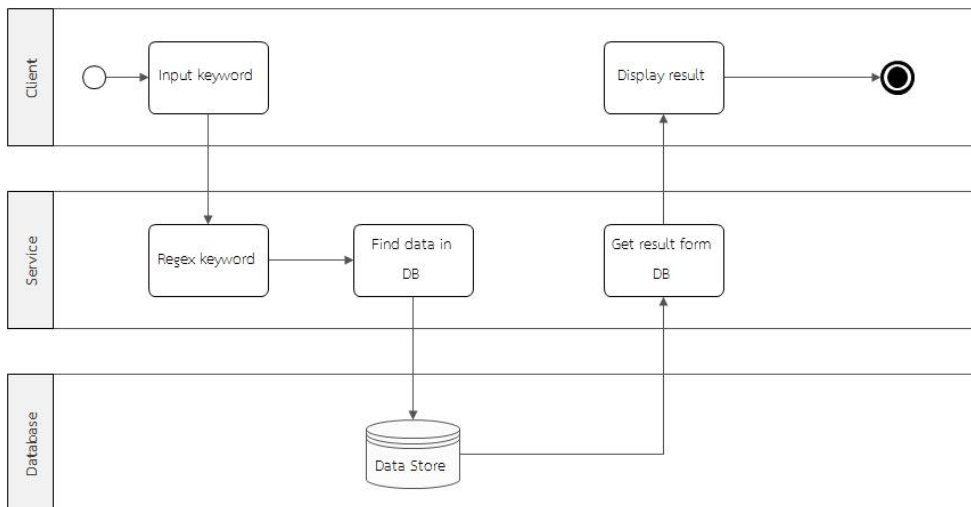 Client
Input keyword
Display result
Service
Regex keyword
Find data in
DB
Get result form
DB
Database
Data Store